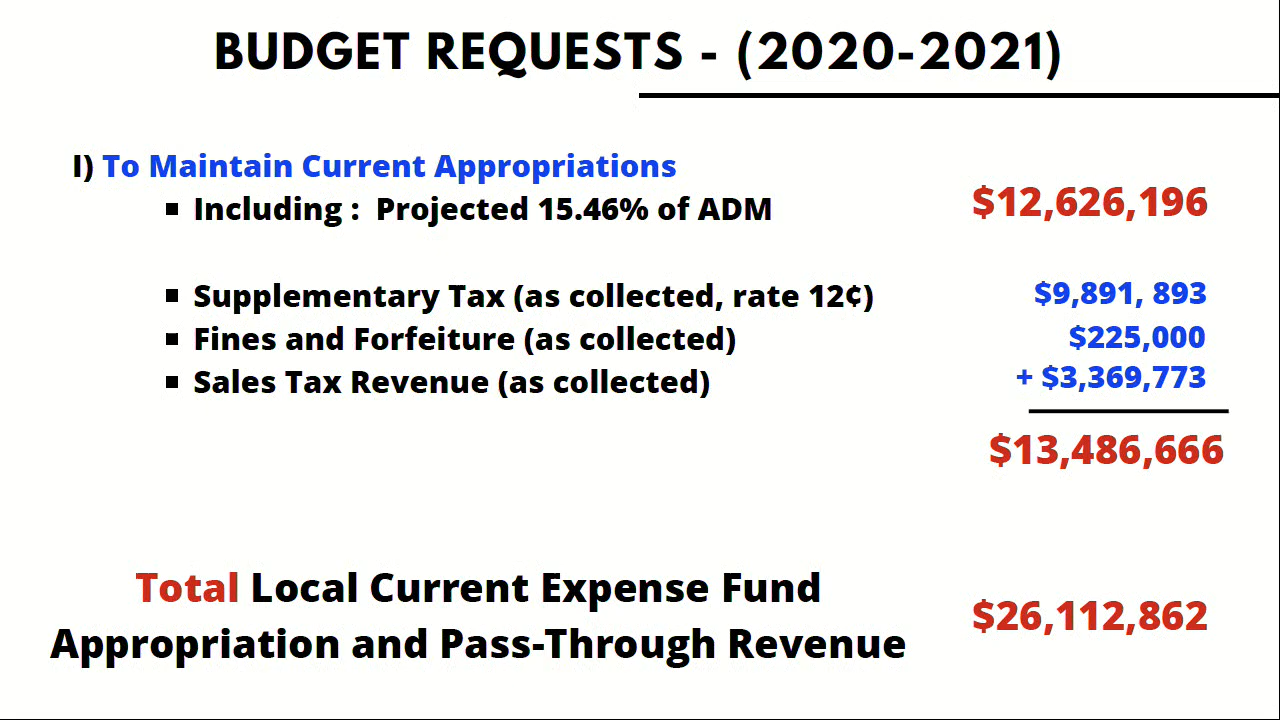 BUDGET REQUESTS - (2020-2021)
I) To Maintain Current Appropriations
▪ Including : Projected 15.46% of ADM $12,626,196
▪ Supplementary Tax (as collected, rate 12¢) $9,891, 893
▪ Fines and Forfeiture (as collected) $225,000
▪ Sales Tax Revenue (as collected) + $3,369,773
$13,486,666
Total Local Current Expense Fund
Appropriation and Pass-Through Revenue $26,112,862